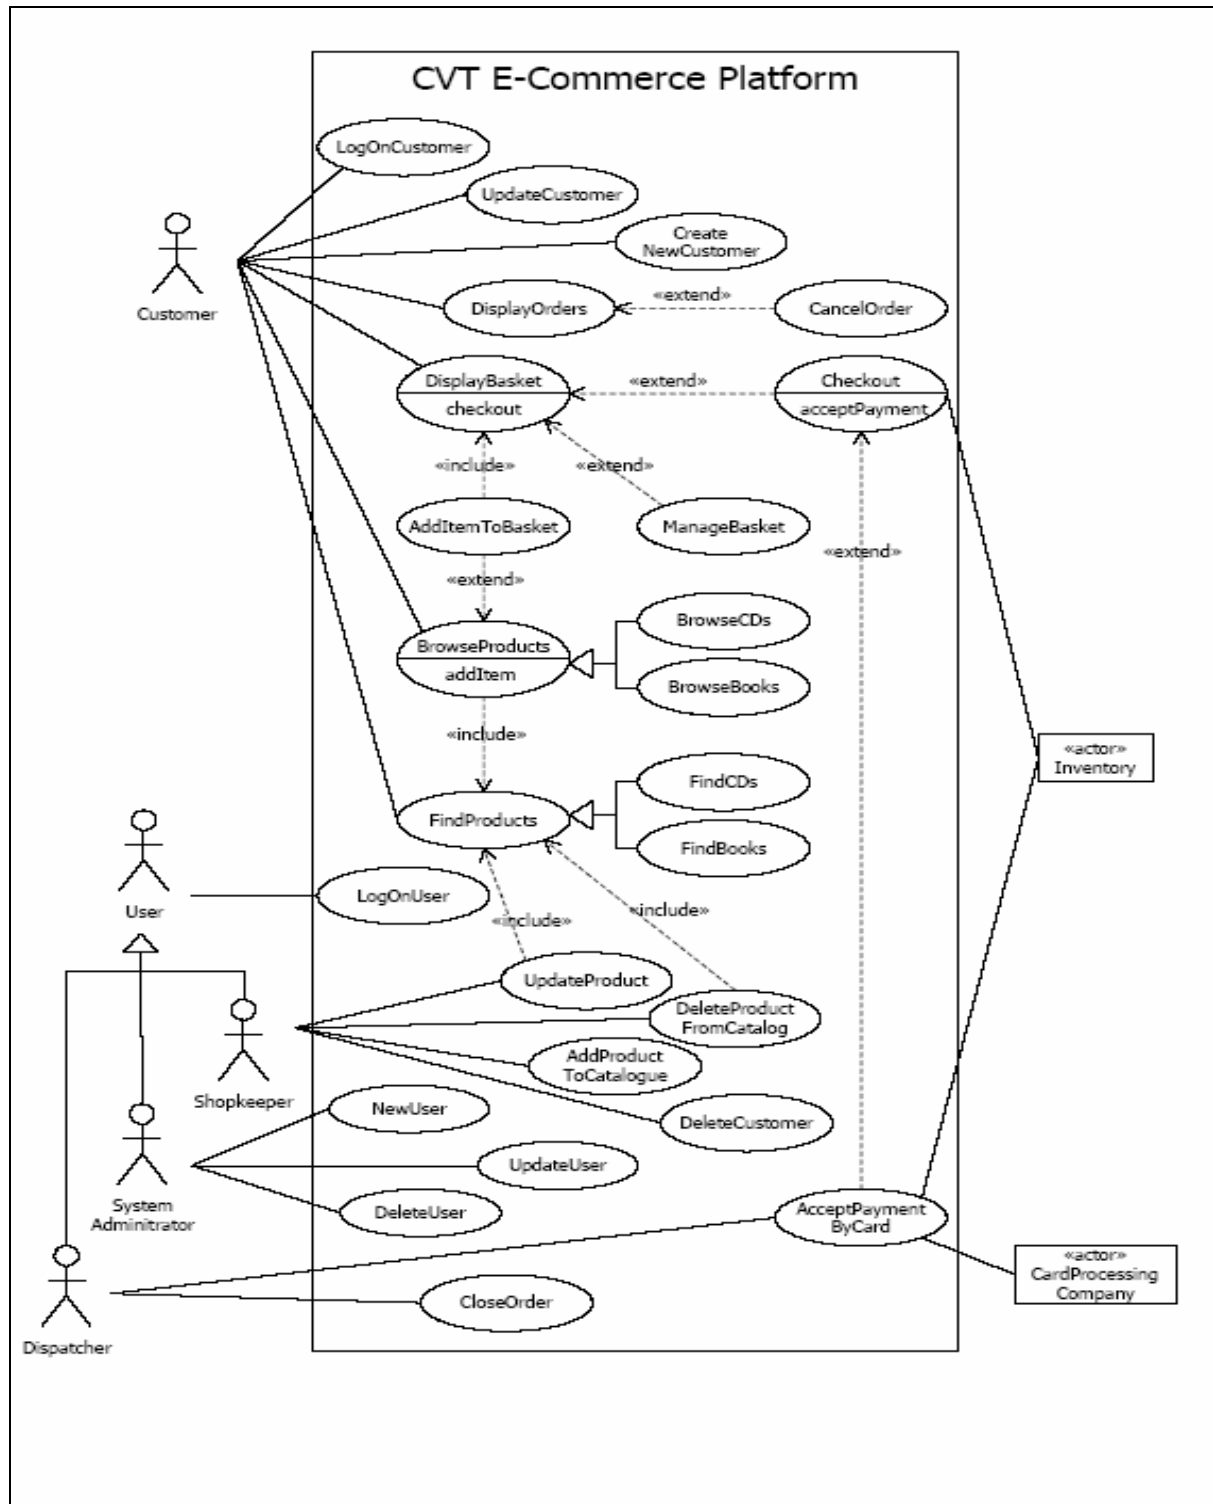 CVT E-Commerce Platform
LogOnCustomer
UpdateCustomer
Create
NewCustomer
Customer
DisplayOrders
«extend»
CancelOrder
DisplayBasket
checkout
«extend»
Checkout
acceptPayment
«include»
«extend»
AddItemToBasket
ManageBasket
«extend»
«extend»
BrowseProducts
addItem
BrowseCDs
BrowseBooks
«include»
«actor»
Inventory
FindProducts
FindCDs
FindBooks
User
LogOnUser
«include»
«include»
UpdateProduct
DeleteProduct
FromCatalog
AddProduct
ToCatalogue
Shopkeeper
NewUser
DeleteCustomer
UpdateUser
System
Adminitrator
DeleteUser
AcceptPayment
ByCard
«actor»
CardProcessing
Company
CloseOrder
Dispatcher